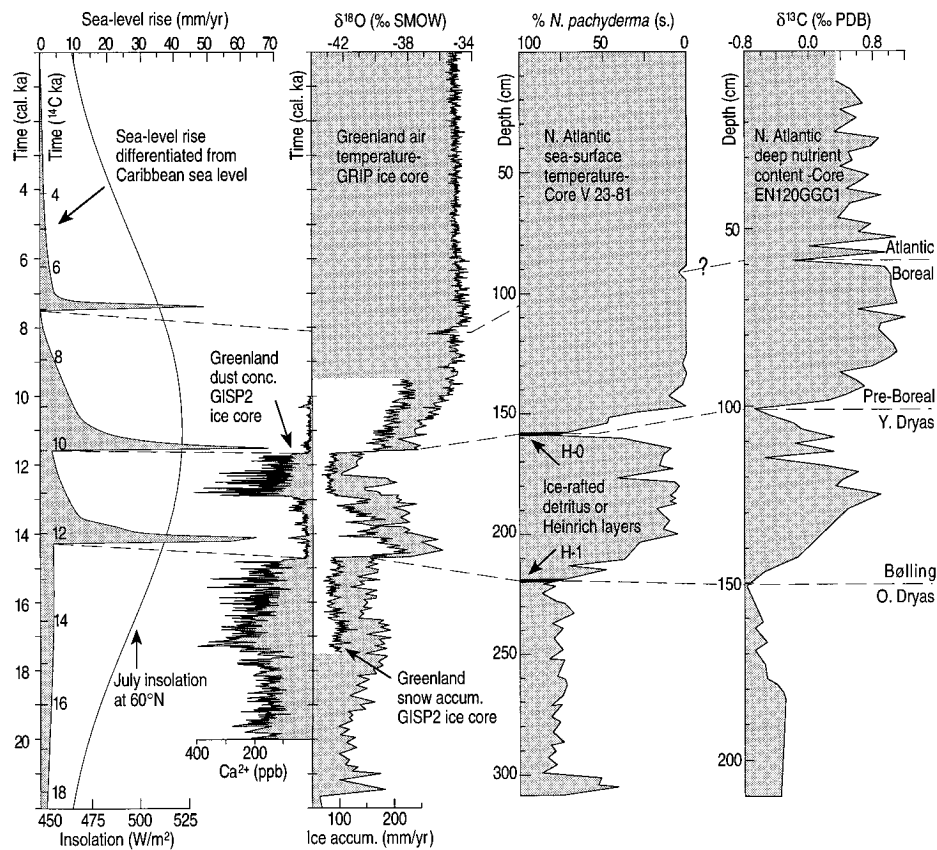 Sea-level rise (mm/yr)
0 10 20 30 40 50 60 70
δ¹⁸O (‰ SMOW)
-42 -38 -34
% N. pachyderma (s.)
100 50 0
δ¹³C (‰ PDB)
-0.8 0.0 0.8
Time (cal. ka)
2
4
6
8
10
12
14
16
18
20
Time (¹⁴C ka)
4
6
8
10
12
14
16
18
Sea-level rise
differentiated from
Caribbean sea level
July insolation
at 60°N
450 475 500 525
Insolation (W/m²)
Greenland
dust conc.
GISP2
ice core
400 200 0
Ca²⁺ (ppb)
Time (cal. ka)
Greenland air
temperature-
GRIP ice core
Greenland
snow accum.
GISP2 ice core
100 200
Ice accum. (mm/yr)
Depth (cm)
50
100
150
200
300
N. Atlantic
sea-surface
temperature-
Core V 23-81
H-0
Ice-rafted
detritus or
Heinrich layers
H-1
?
Depth (cm)
50
100
150
200
N. Atlantic
deep nutrient
content -Core
EN120GGC1
Atlantic
Boreal
Pre-Boreal
Y. Dryas
Bølling
O. Dryas